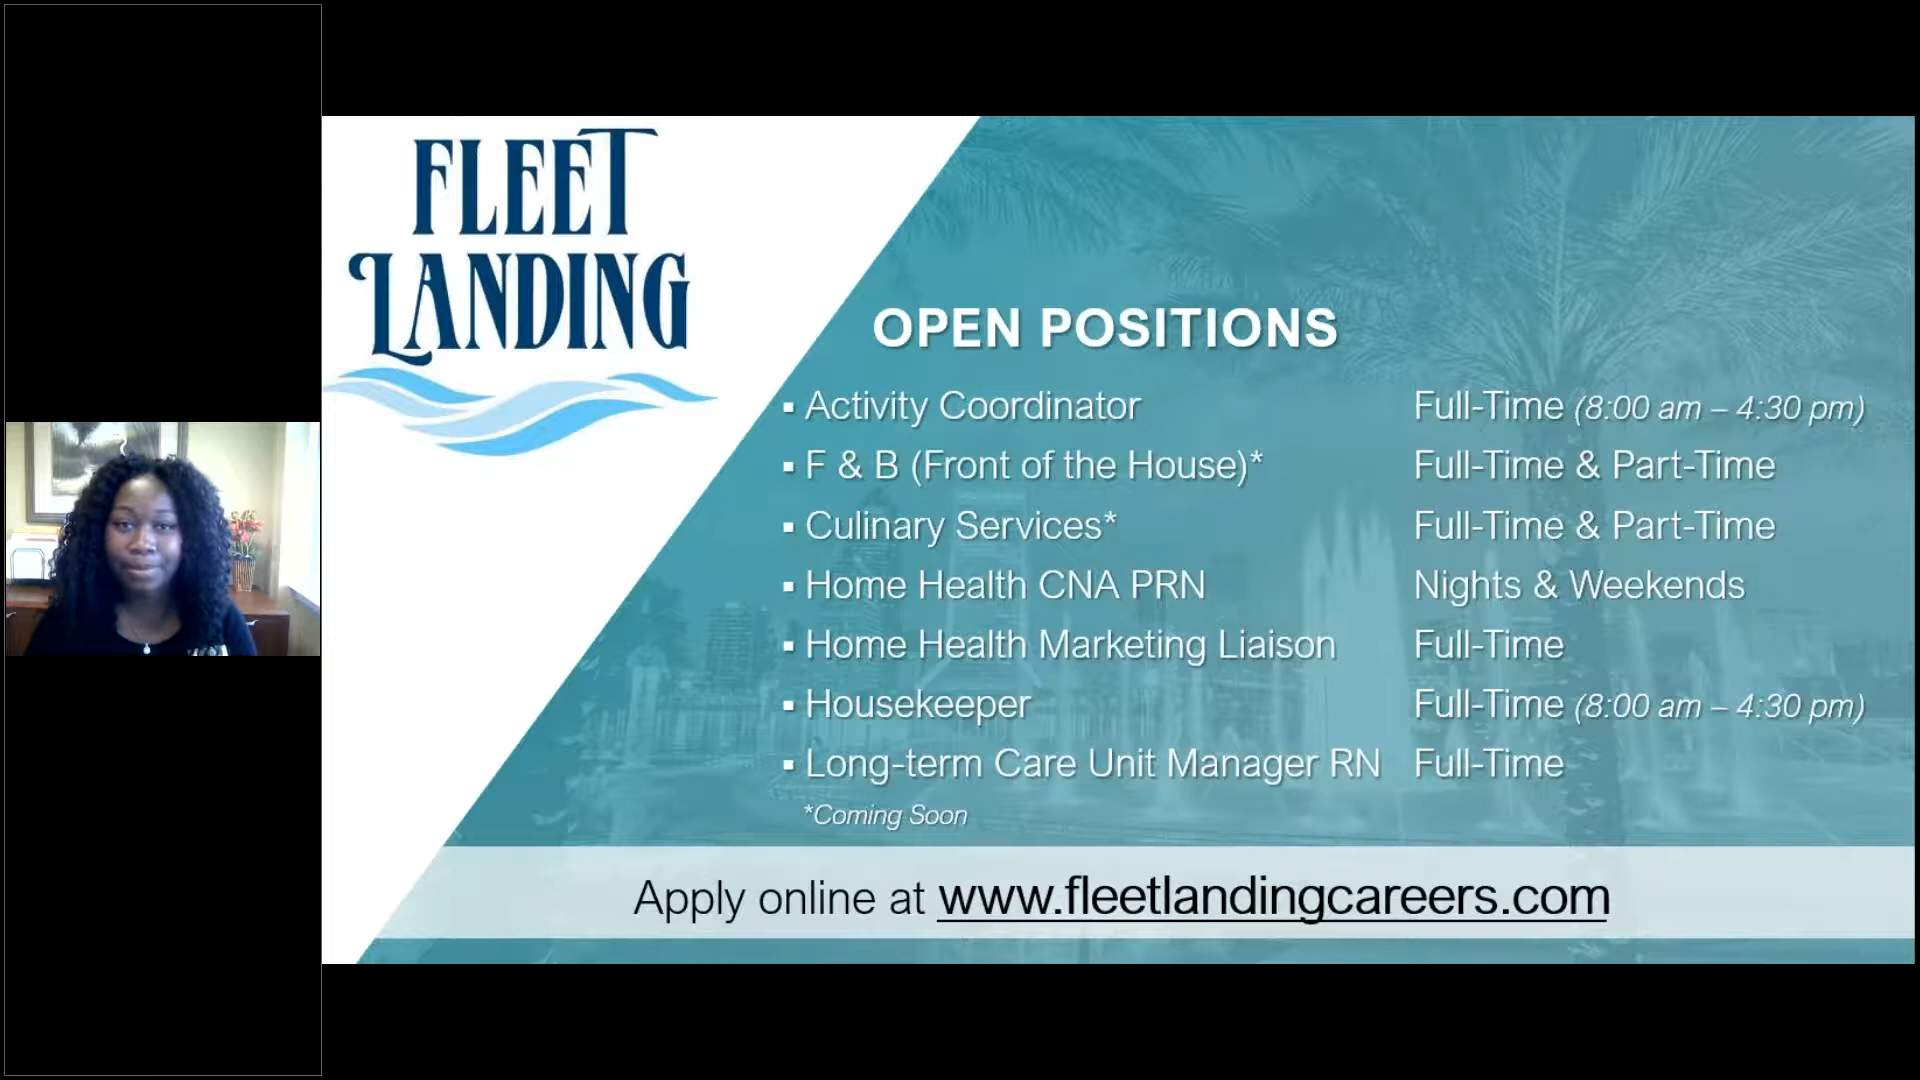 FLEET
LANDING
OPEN POSITIONS
▪ Activity Coordinator Full-Time (8:00 am – 4:30 pm)
▪ F & B (Front of the House)* Full-Time & Part-Time
▪ Culinary Services* Full-Time & Part-Time
▪ Home Health CNA PRN Nights & Weekends
▪ Home Health Marketing Liaison Full-Time
▪ Housekeeper Full-Time (8:00 am – 4:30 pm)
▪ Long-term Care Unit Manager RN Full-Time
*Coming Soon
Apply online at www.fleetlandingcareers.com